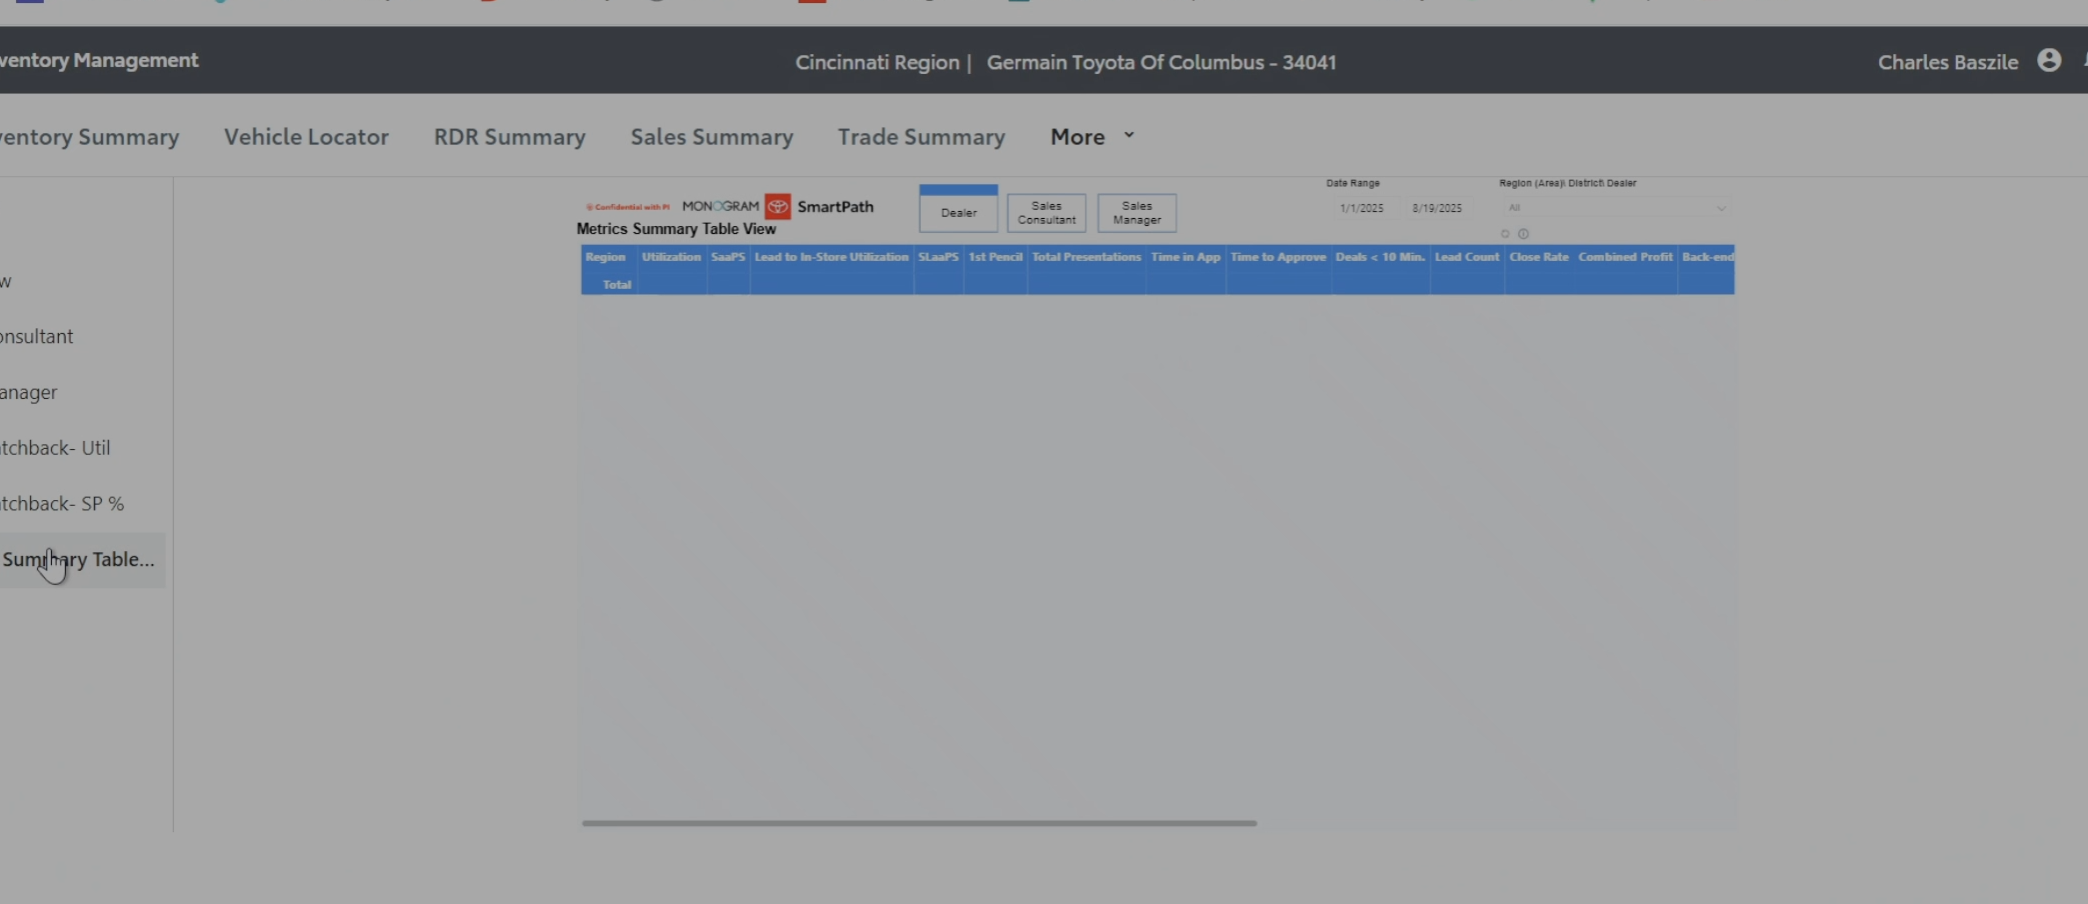 ventory Management
Cincinnati Region | Germain Toyota Of Columbus - 34041
Charles Baszile
ventory Summary
Vehicle Locator
RDR Summary
Sales Summary
Trade Summary
More
Confidential with PI
MONOGRAM
SmartPath
Dealer
Sales
Consultant
Sales
Manager
Date Range
1/1/2025
8/19/2025
Region (Area)\ District\ Dealer
All
Metrics Summary Table View
Region Utilization SaaPS Lead to In-Store Utilization SLaaPS 1st Pencil Total Presentations Time in App Time to Approve Deals < 10 Min. Lead Count Close Rate Combined Profit Back-end
Total
w
onsultant
anager
tchback- Util
tchback- SP %
Summary Table...